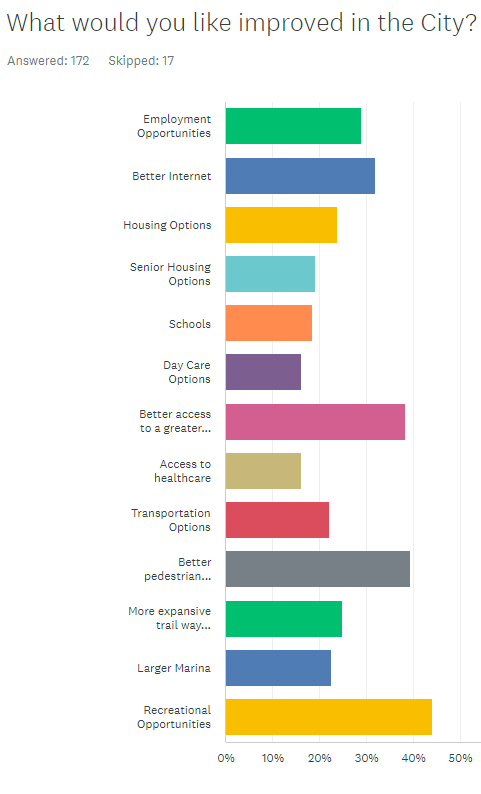 What would you like improved in the City?
Answered: 172 Skipped: 17
Employment
Opportunities
Better Internet
Housing Options
Senior Housing
Options
Schools
Day Care
Options
Better access
to a greater...
Access to
healthcare
Transportation
Options
Better
pedestrian...
More expansive
trail way...
Larger Marina
Recreational
Opportunities
0% 10% 20% 30% 40% 50%